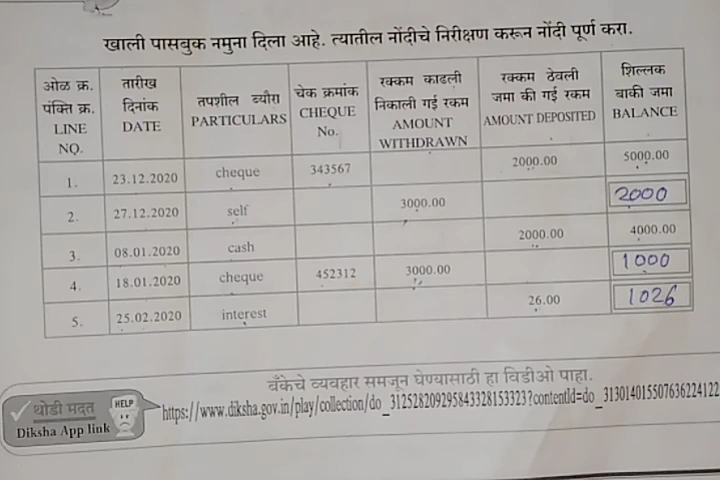 खाली पासबुक नमुना दिला आहे. त्यातील नोंदीचे निरीक्षण करून नोंदी पूर्ण करा.
ओळ क्र. पंक्ति क्र. LINE NO. तारीख दिनांक DATE तपशील ब्यौरा PARTICULARS चेक क्रमांक CHEQUE No. रक्कम काढली निकाली गई रकम AMOUNT WITHDRAWN रक्कम ठेवली जमा की गई रकम AMOUNT DEPOSITED शिल्लक बाकी जमा BALANCE
1. 23.12.2020 cheque 343567 2000.00 5000.00
2. 27.12.2020 self 3000.00 2000
3. 08.01.2020 cash 2000.00 4000.00
4. 18.01.2020 cheque 452312 3000.00 1000
5. 25.02.2020 interest 26.00 1026
बँकेचे व्यवहार समजून घेण्यासाठी हा विडीओ पाहा.
थोडी मदत HELP
Diksha App link
https://www.diksha.gov.in/play/collection/do_31252820929584332815​3323?contentId=do_313014015507636224122